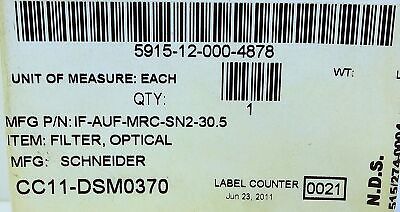 5915-12-000-4878
UNIT OF MEASURE: EACH
WT:
QTY:
1
MFG P/N: IF-AUF-MRC-SN2-30.5
ITEM: FILTER, OPTICAL
MFG: SCHNEIDER
CC11-DSM0370
LABEL COUNTER 0021
Jun 23, 2011
N.D.S.